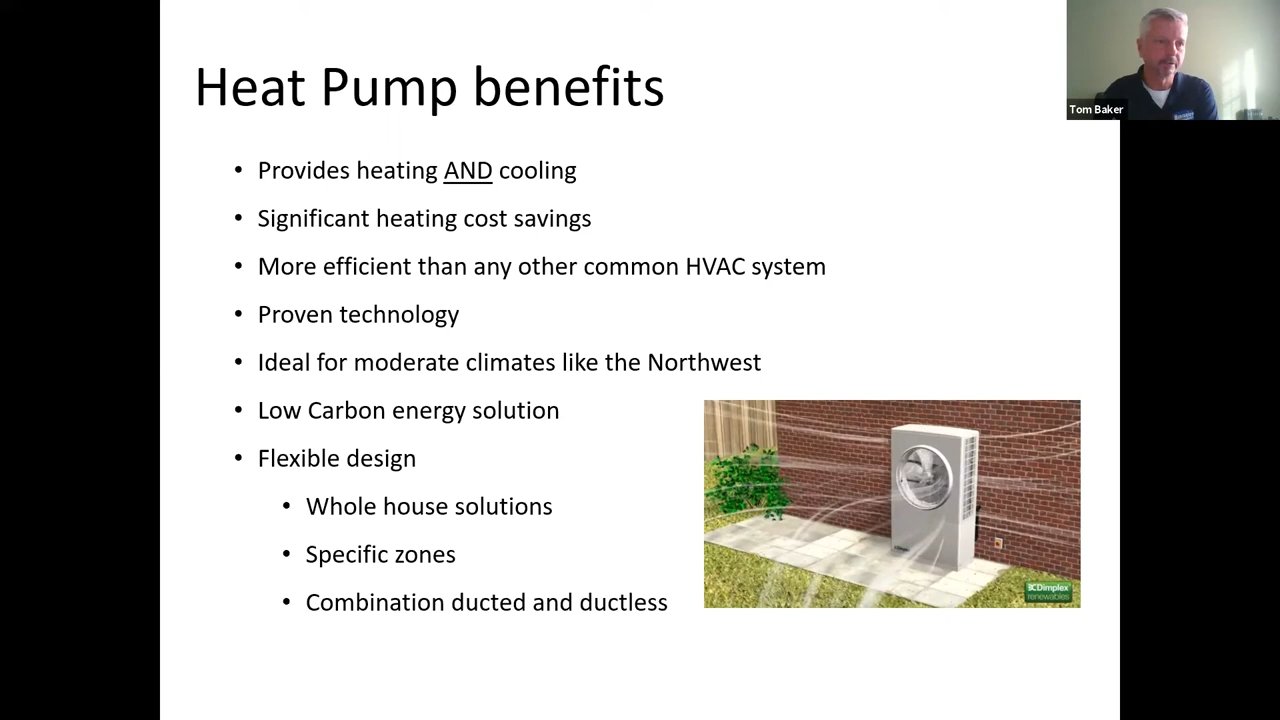 Heat Pump benefits
Tom Baker
• Provides heating AND cooling
• Significant heating cost savings
• More efficient than any other common HVAC system
• Proven technology
• Ideal for moderate climates like the Northwest
• Low Carbon energy solution
• Flexible design
• Whole house solutions
• Specific zones
• Combination ducted and ductless
Dimplex
renewables